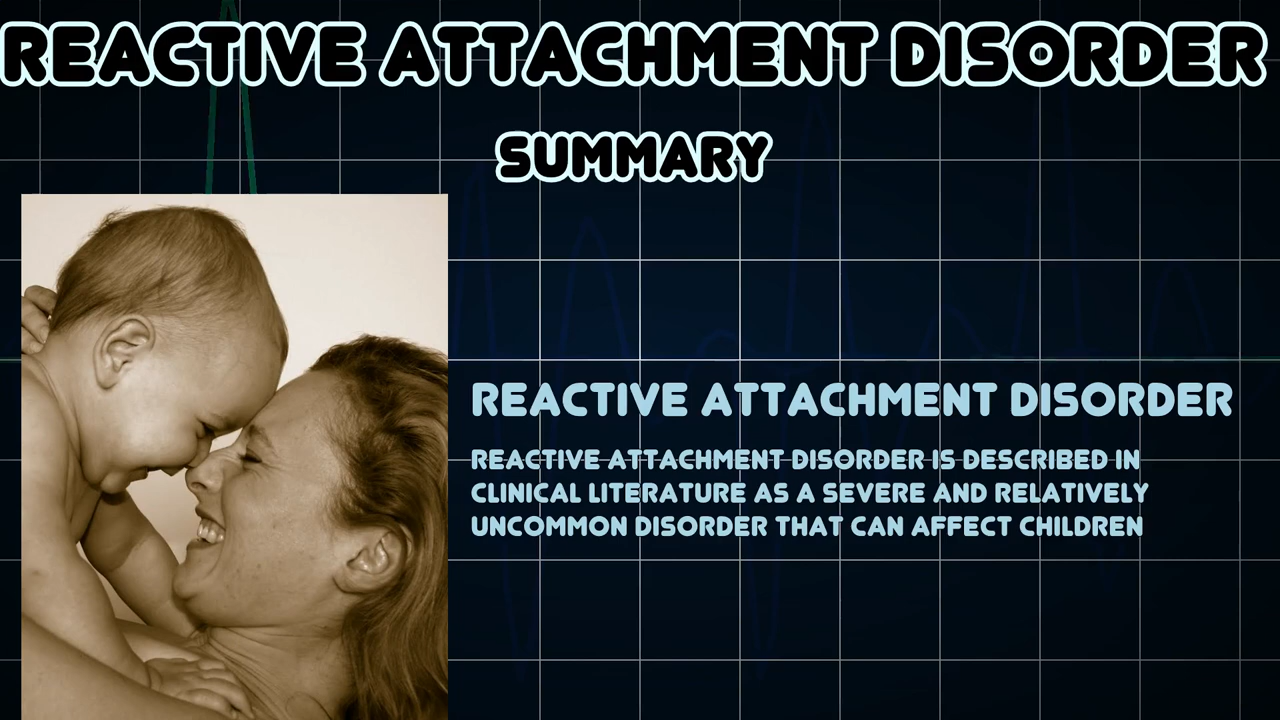 REACTIVE ATTACHMENT DISORDER
SUMMARY
REACTIVE ATTACHMENT DISORDER
REACTIVE ATTACHMENT DISORDER IS DESCRIBED IN
CLINICAL LITERATURE AS A SEVERE AND RELATIVELY
UNCOMMON DISORDER THAT CAN AFFECT CHILDREN